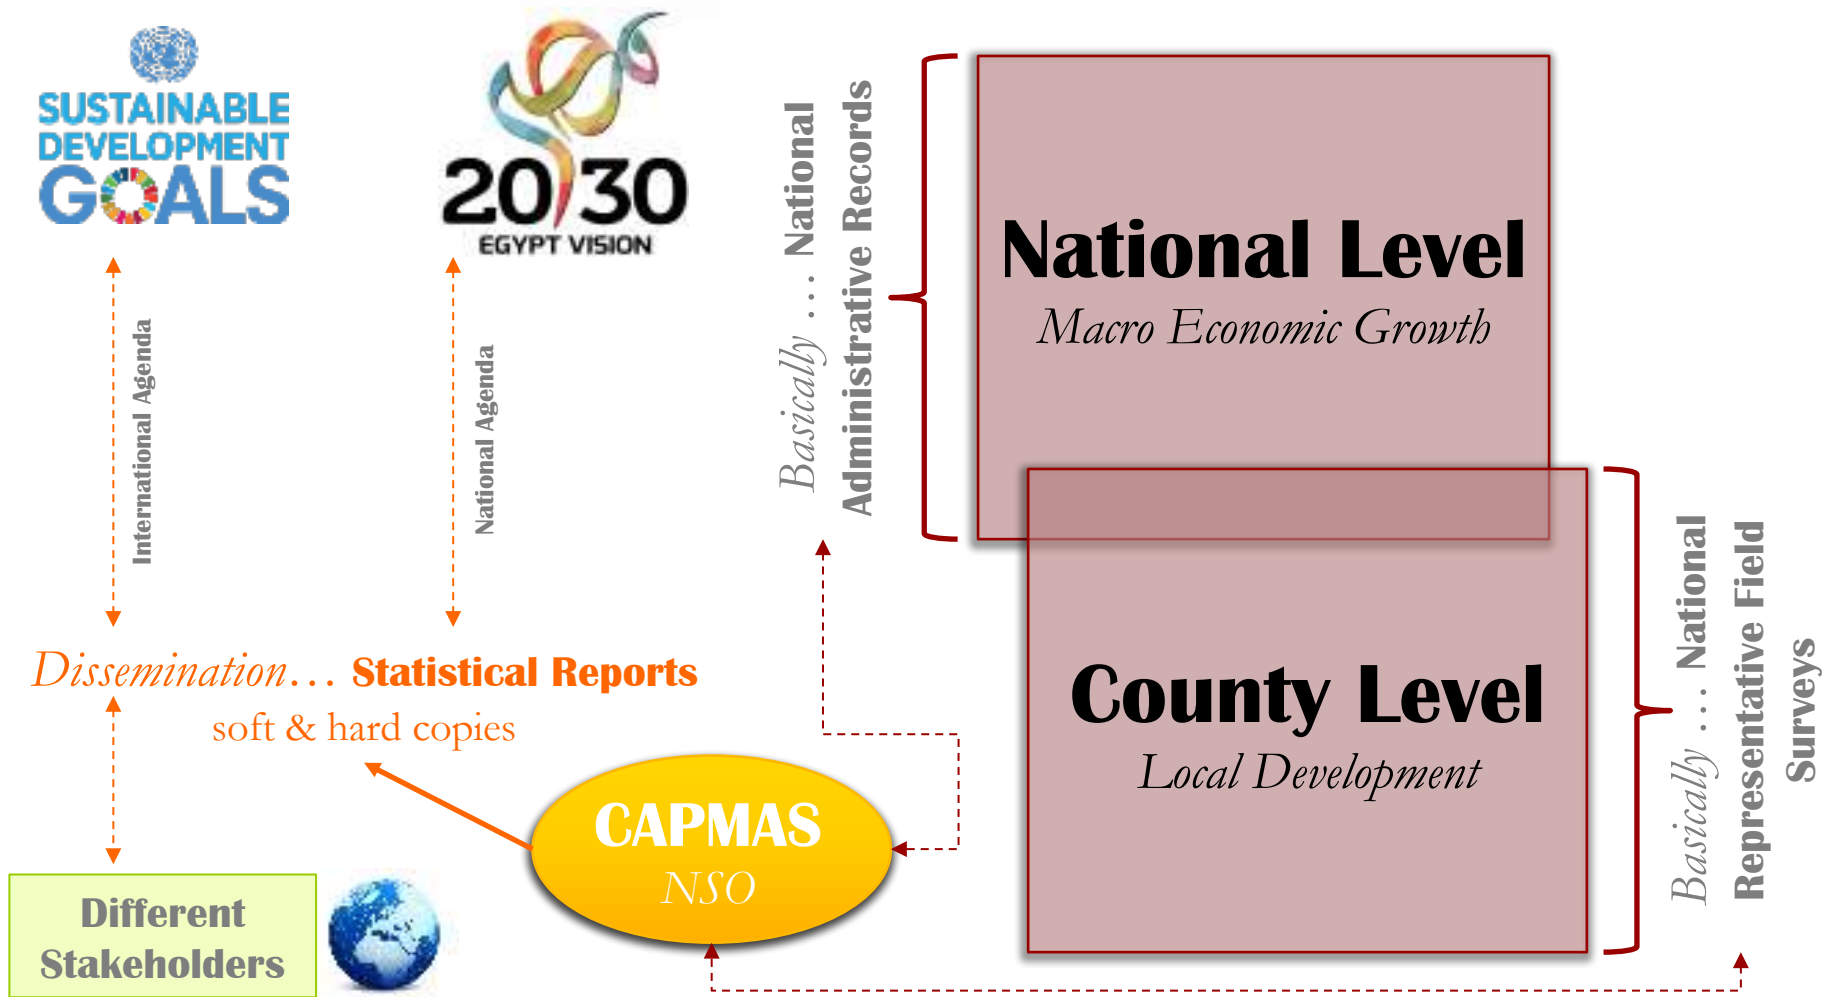 SUSTAINABLE
DEVELOPMENT
GOALS
2030
EGYPT VISION
International Agenda
National Agenda
Dissemination… Statistical Reports
soft & hard copies
Different
Stakeholders
CAPMAS
NSO
Basically … National
Administrative Records
National Level
Macro Economic Growth
County Level
Local Development
Basically … National
Representative Field
Surveys